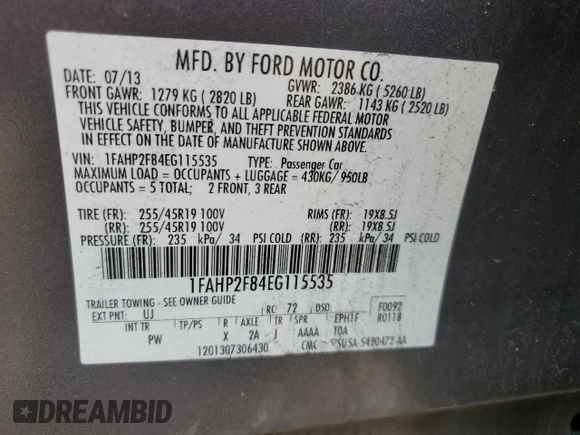 MFD. BY FORD MOTOR CO.
DATE: 07/13
GVWR: 2386 KG ( 5260 LB)
FRONT GAWR: 1279 KG ( 2820 LB)
REAR GAWR: 1143 KG ( 2520 LB)
THIS VEHICLE CONFORMS TO ALL APPLICABLE FEDERAL MOTOR
VEHICLE SAFETY, BUMPER, AND THEFT PREVENTION STANDARDS
IN EFFECT ON THE DATE OF MANUFACTURE SHOWN ABOVE.
VIN: 1FAHP2F84EG115535 TYPE: Passenger Car
MAXIMUM LOAD = OCCUPANTS + LUGGAGE = 430KG/ 950LB
OCCUPANTS = 5 TOTAL; 2 FRONT, 3 REAR
TIRE (FR): 255/45R19 100V RIMS (FR): 19X8.5J
(RR): 255/45R19 100V (RR): 19X8.5J
PRESSURE (FR): 235 kPa/ 34 PSI COLD (RR): 235 kPa/ 34 PSI COLD
1FAHP2F84EG115535
TRAILER TOWING - SEE OWNER GUIDE
EXT PNT: UJ RC: 72 DSO: F0092
R0118
INT TR TP/PS R AXLE TR SPR EPH1F
PW X 2A J AAAA TOA
1201307306430 CMC
DREAMBID